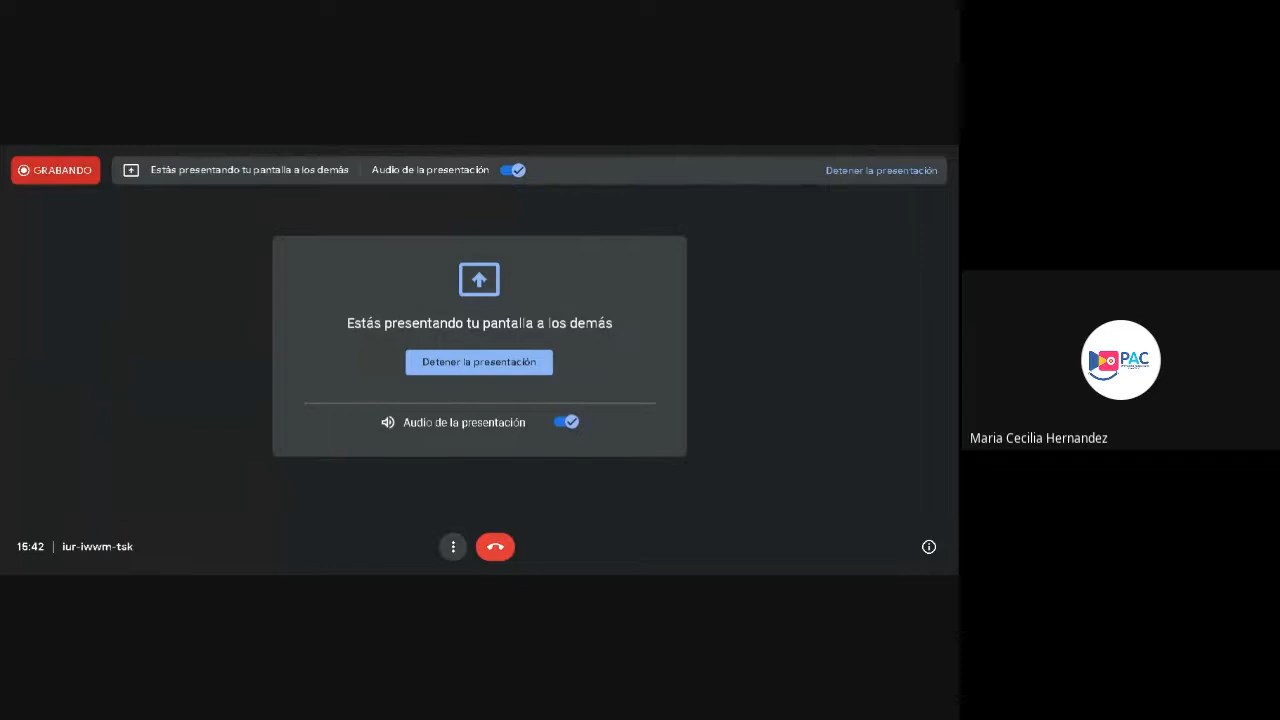 GRABANDO
Estás presentando tu pantalla a los demás
Audio de la presentación
Detener la presentación
Estás presentando tu pantalla a los demás
Detener la presentación
Audio de la presentación
PAC
Maria Cecilia Hernandez
15:42 | iur-iwwm-tsk